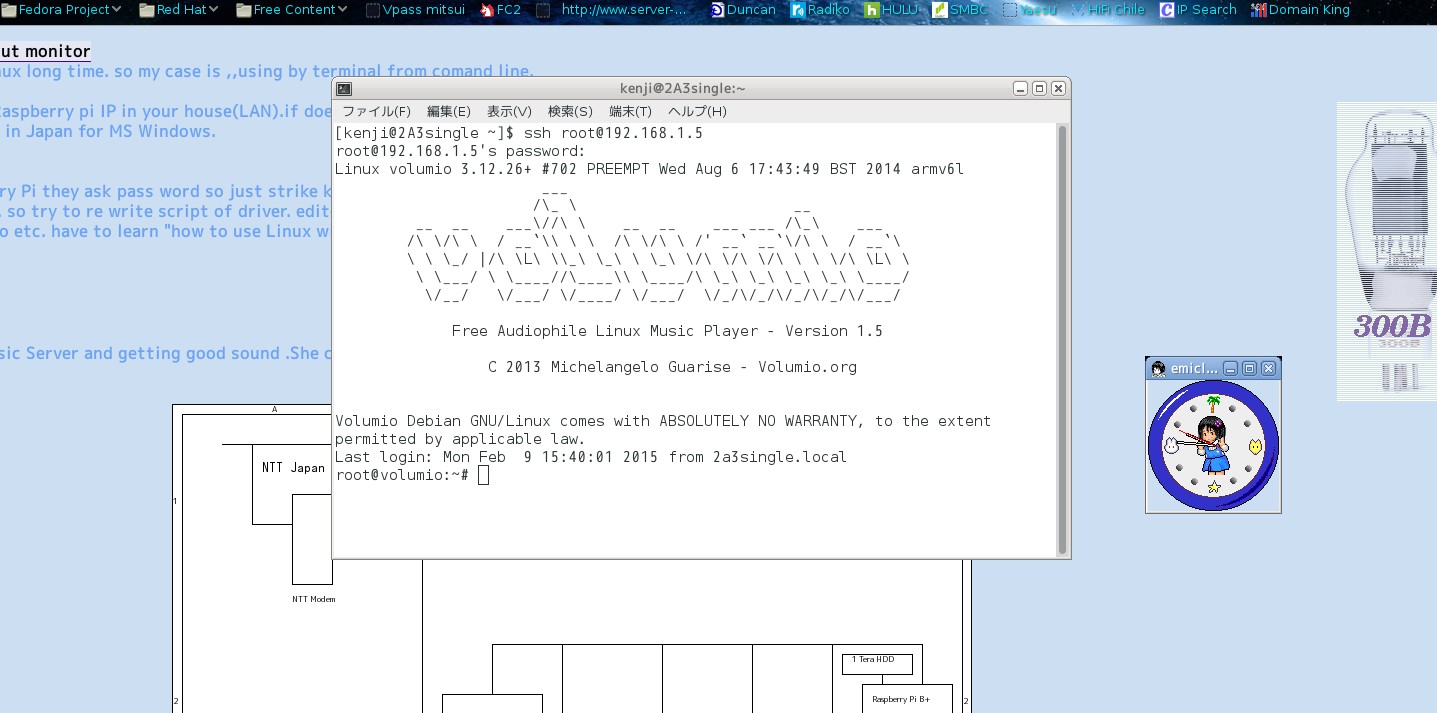 Fedora Project Red Hat Free Content Vpass mitsui FC2 http://www.server-... Duncan Radiko HULU SMBC Yaesu HiFi Chile IP Search Domain King
ut monitor
nux long time. so my case is ,,using by terminal from comand line.
Raspberry pi IP in your house(LAN).if doe
in Japan for MS Windows.
ry Pi they ask pass word so just strike k
. so try to re write script of driver. edit
o etc. have to learn "how to use Linux w
sic Server and getting good sound .She c
kenji@2A3single:~
ファイル(F) 編集(E) 表示(V) 検索(S) 端末(T) ヘルプ(H)
[kenji@2A3single ~]$ ssh root@192.168.1.5
root@192.168.1.5's password:
Linux volumio 3.12.26+ #702 PREEMPT Wed Aug 6 17:43:49 BST 2014 armv6l
volumio
Free Audiophile Linux Music Player - Version 1.5
C 2013 Michelangelo Guarise - Volumio.org
Volumio Debian GNU/Linux comes with ABSOLUTELY NO WARRANTY, to the extent
permitted by applicable law.
Last login: Mon Feb  9 15:40:01 2015 from 2a3single.local
root@volumio:~#
300B
emicl...
A
NTT Japan
1
NTT Modem
1 Tera HDD
Raspberry Pi B+
2
2